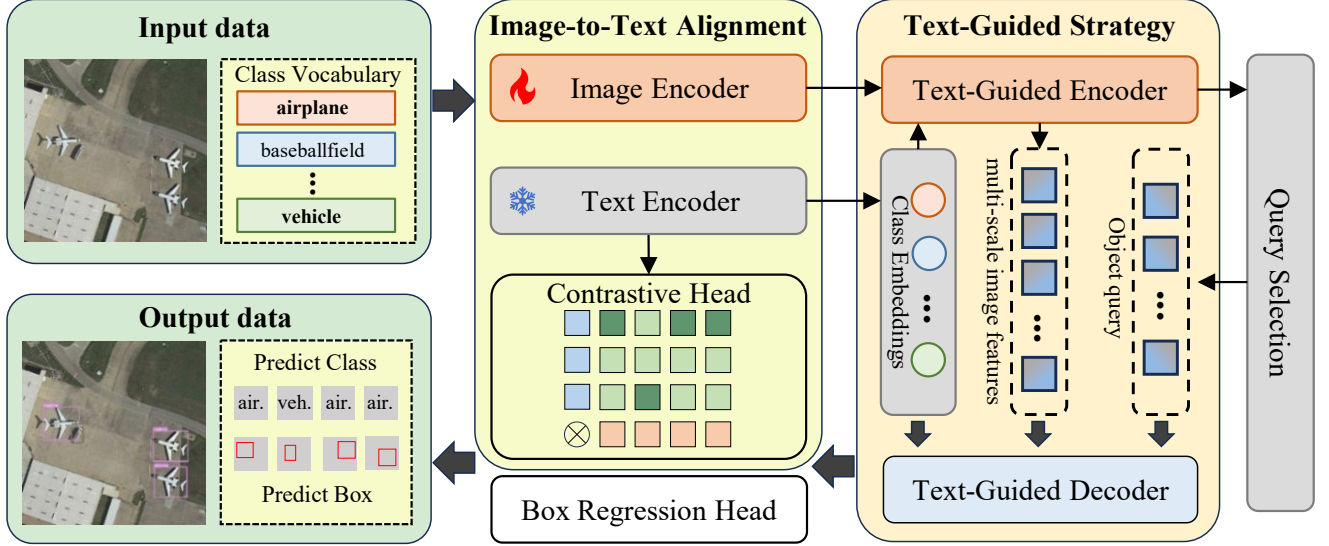 Input data
Class Vocabulary
airplane
baseballfield
vehicle
Output data
Predict Class
air.
veh.
air.
air.
Predict Box
Image-to-Text Alignment
Image Encoder
Text Encoder
Contrastive Head
Box Regression Head
Text-Guided Strategy
Text-Guided Encoder
Class Embeddings
multi-scale image features
Object query
Text-Guided Decoder
Query Selection